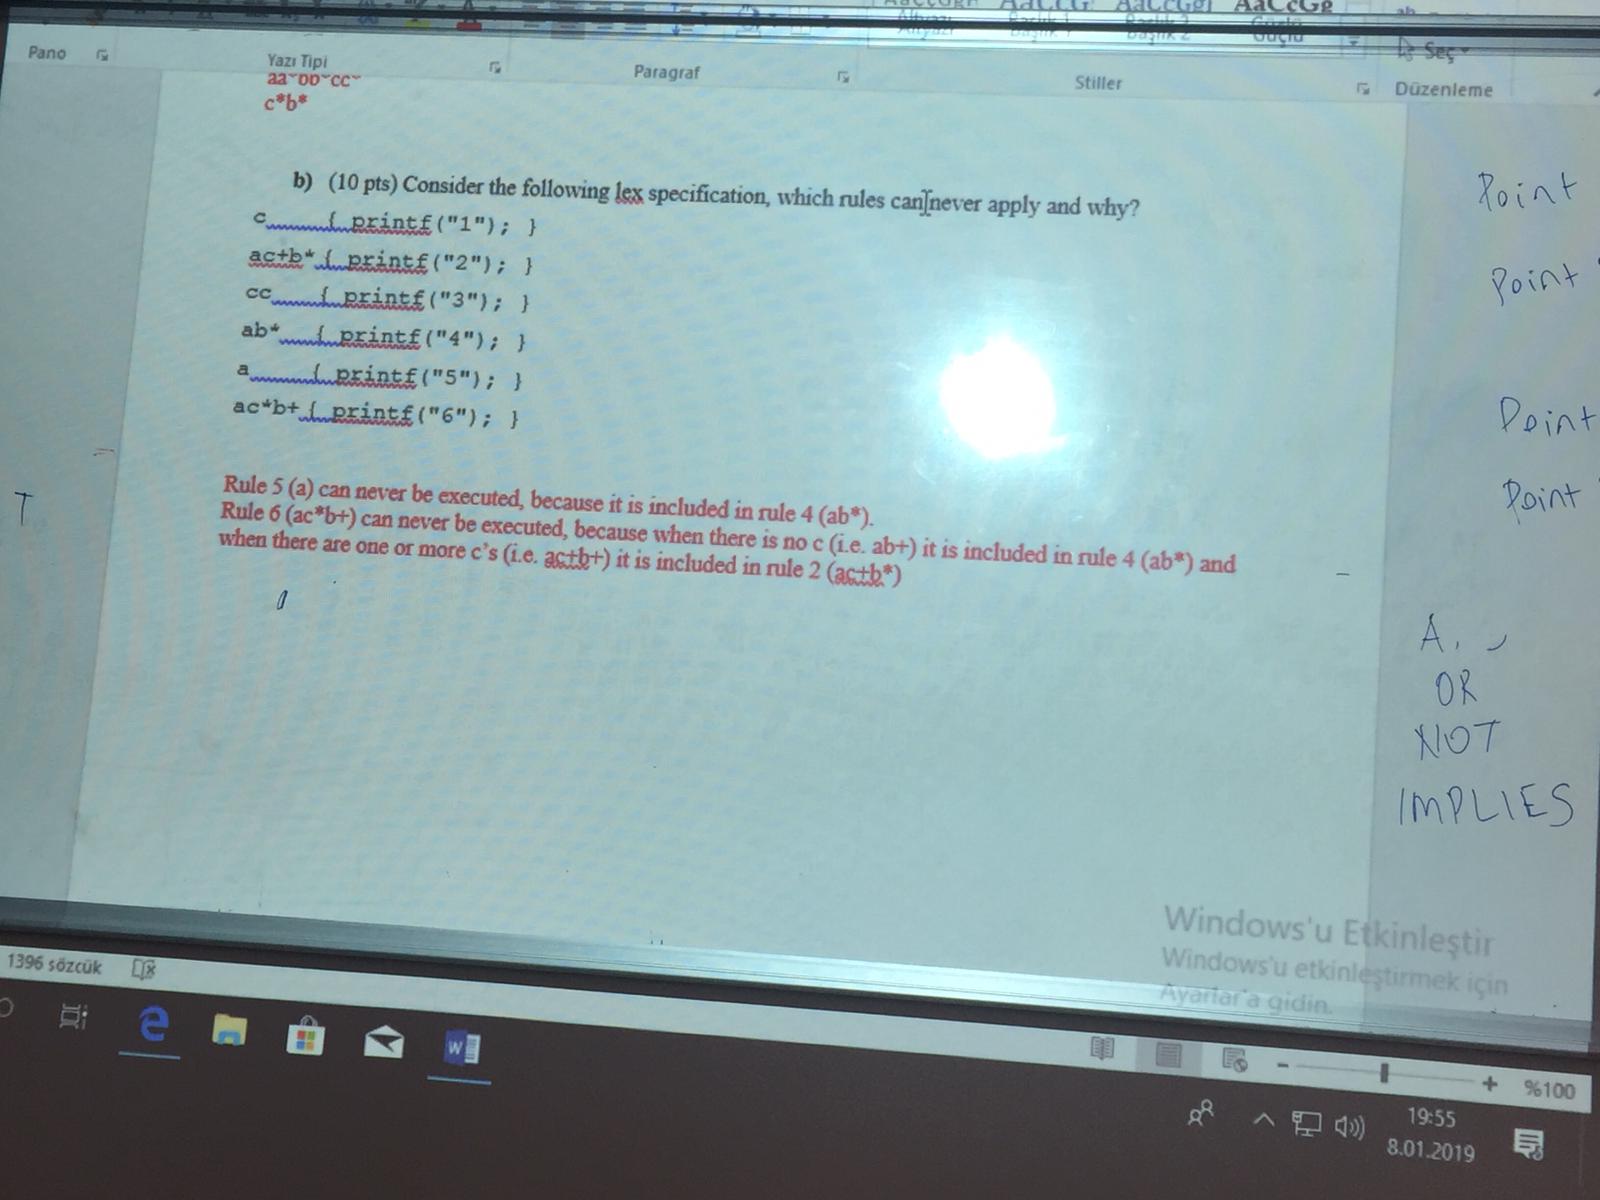 Altyazı Başlık 1 Başlık 2 Güçlü
Pano Yazı Tipi Paragraf Stiller Seç Düzenleme
aa*bb*cc*
c*b*
b) (10 pts) Consider the following lex specification, which rules can never apply and why?
c { printf("1"); }
ac+b* { printf("2"); }
cc { printf("3"); }
ab* { printf("4"); }
a { printf("5"); }
ac*b+ { printf("6"); }
Rule 5 (a) can never be executed, because it is included in rule 4 (ab*).
Rule 6 (ac*b+) can never be executed, because when there is no c (i.e. ab+) it is included in rule 4 (ab*) and
when there are one or more c's (i.e. ac+b+) it is included in rule 2 (ac+b*)
T
Point
Point
Point
Point
A.
OR
NOT
IMPLIES
Windows'u Etkinleştir
Windows'u etkinleştirmek için
Ayarlar'a gidin.
1396 sözcük
%100
19:55
8.01.2019